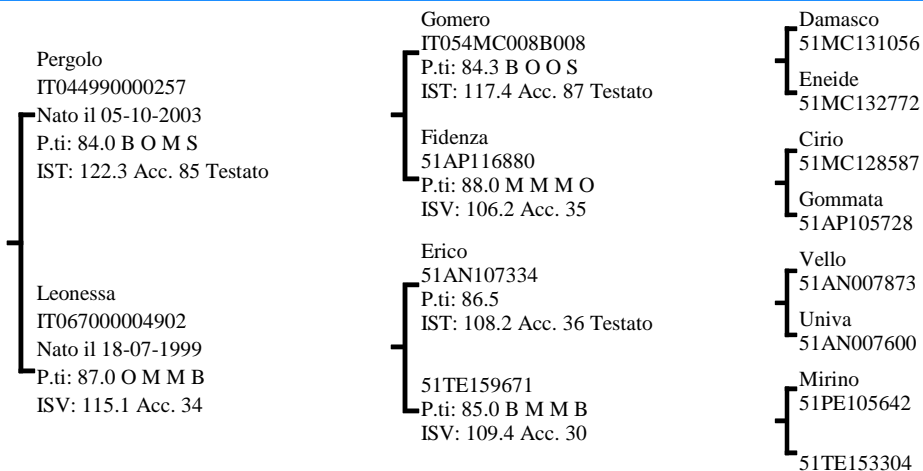 Pergolo
IT044990000257
Nato il 05-10-2003
P.ti: 84.0 B O M S
IST: 122.3 Acc. 85 Testato
Leonessa
IT067000004902
Nato il 18-07-1999
P.ti: 87.0 O M M B
ISV: 115.1 Acc. 34
Gomero
IT054MC008B008
P.ti: 84.3 B O O S
IST: 117.4 Acc. 87 Testato
Fidenza
51AP116880
P.ti: 88.0 M M M O
ISV: 106.2 Acc. 35
Erico
51AN107334
P.ti: 86.5
IST: 108.2 Acc. 36 Testato
51TE159671
P.ti: 85.0 B M M B
ISV: 109.4 Acc. 30
Damasco
51MC131056
Eneide
51MC132772
Cirio
51MC128587
Gommata
51AP105728
Vello
51AN007873
Univa
51AN007600
Mirino
51PE105642
51TE153304